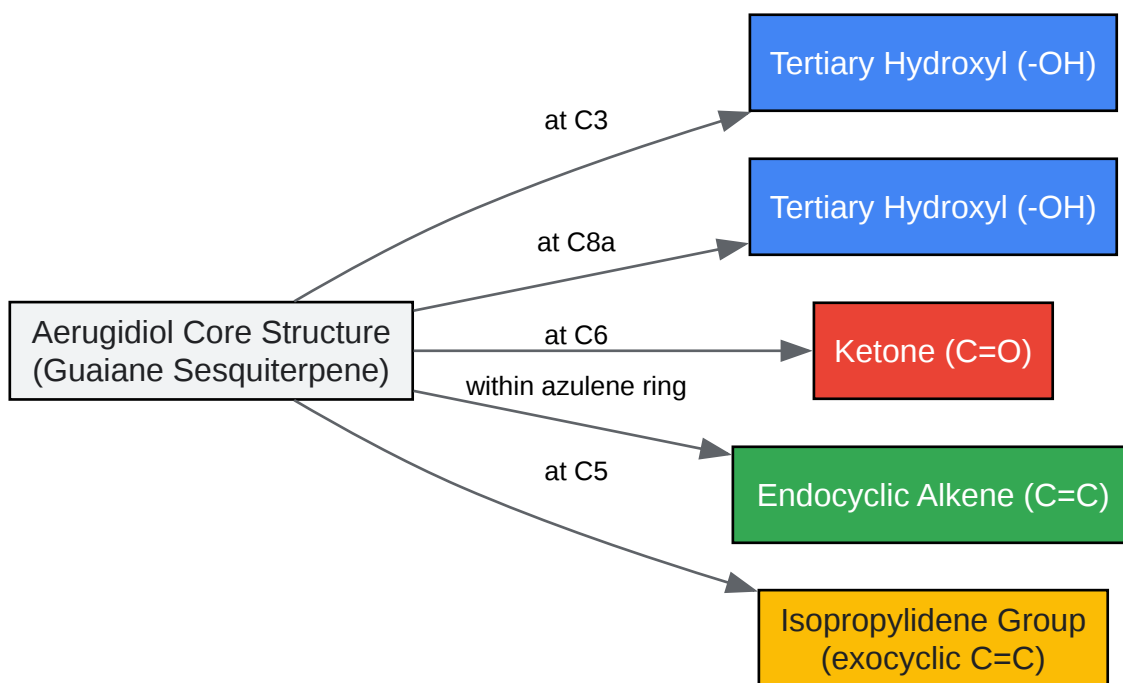 Tertiary Hydroxyl (-OH)
at C3
Tertiary Hydroxyl (-OH)
at C8a
Aerugidiol Core Structure
(Guaiane Sesquiterpene)
at C6
Ketone (C=O)
within azulene ring
Endocyclic Alkene (C=C)
at C5
Isopropylidene Group
(exocyclic C=C)